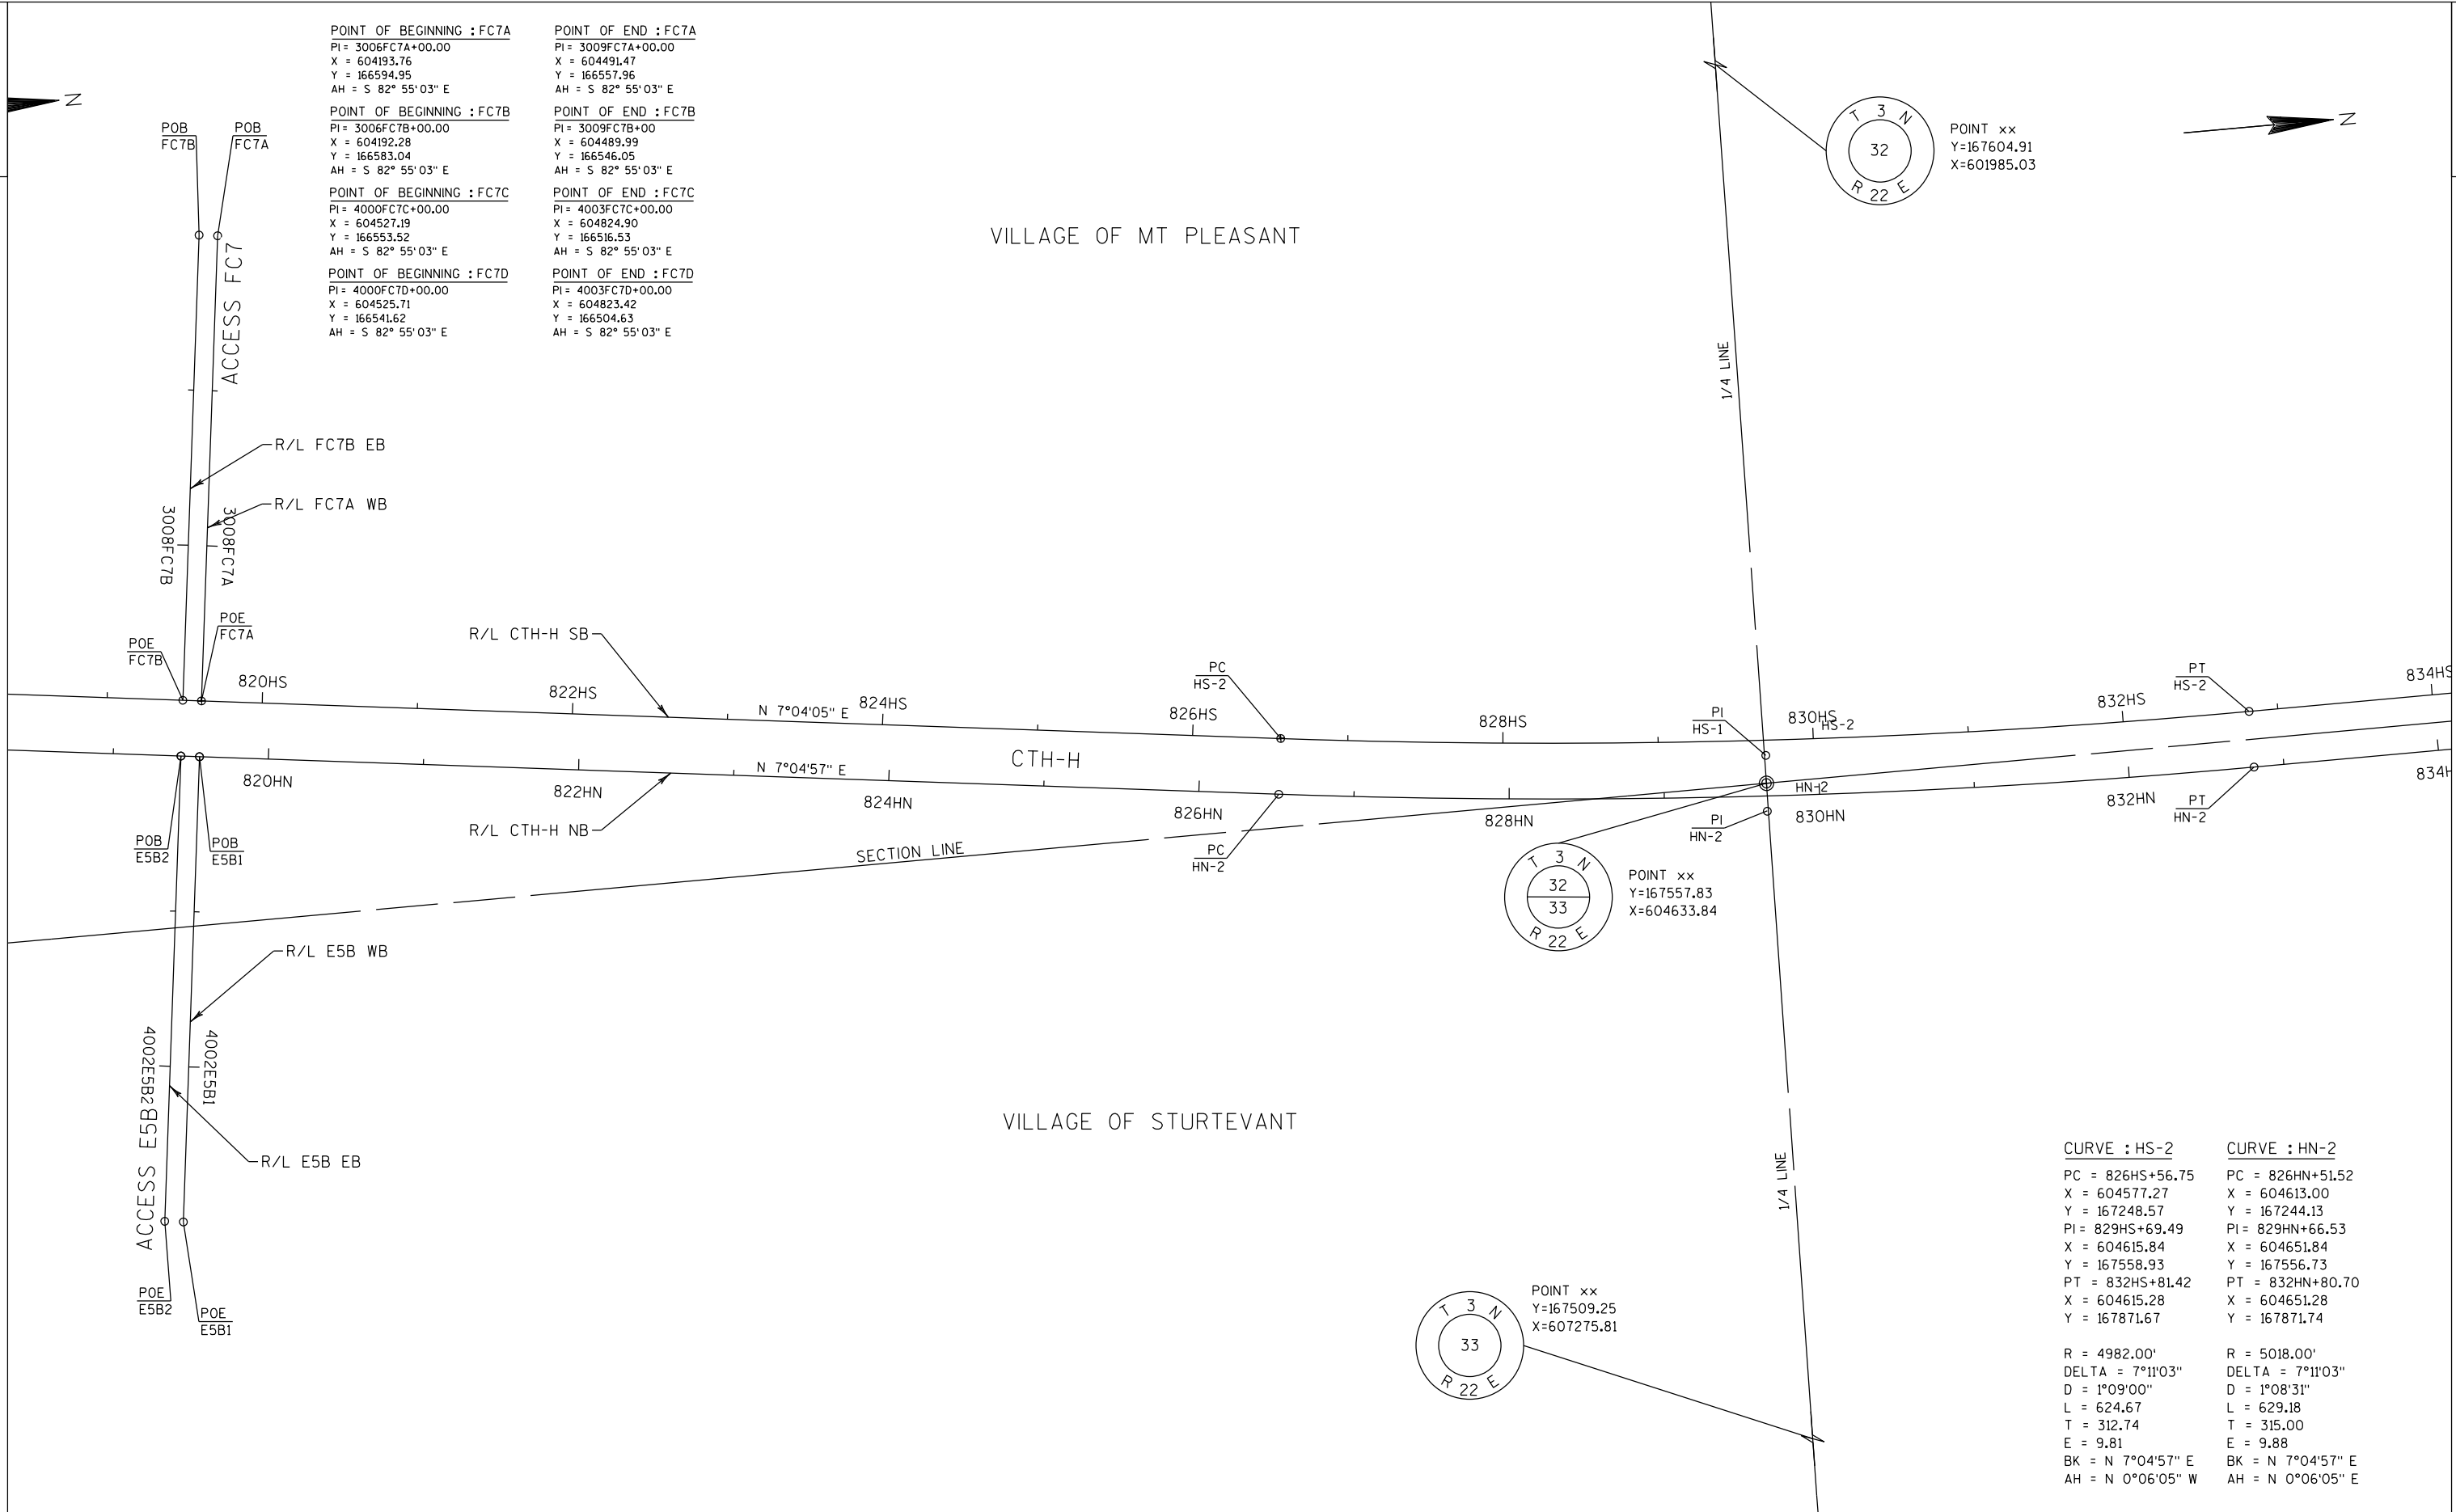 POINT OF BEGINNING : FC7A
PI = 3006FC7A+00.00
X = 604193.76
Y = 166594.95
AH = S 82° 55' 03" E
POINT OF END : FC7A
PI = 3009FC7A+00.00
X = 604491.47
Y = 166557.96
AH = S 82° 55' 03" E
POINT OF BEGINNING : FC7B
PI = 3006FC7B+00.00
X = 604192.28
Y = 166583.04
AH = S 82° 55' 03" E
POINT OF END : FC7B
PI = 3009FC7B+00
X = 604489.99
Y = 166546.05
AH = S 82° 55' 03" E
POINT OF BEGINNING : FC7C
PI = 4000FC7C+00.00
X = 604527.19
Y = 166553.52
AH = S 82° 55' 03" E
POINT OF END : FC7C
PI = 4003FC7C+00.00
X = 604824.90
Y = 166516.53
AH = S 82° 55' 03" E
POINT OF BEGINNING : FC7D
PI = 4000FC7D+00.00
X = 604525.71
Y = 166541.62
AH = S 82° 55' 03" E
POINT OF END : FC7D
PI = 4003FC7D+00.00
X = 604823.42
Y = 166504.63
AH = S 82° 55' 03" E
N
N
POB
FC7B
POB
FC7A
ACCESS FC7
T 3 N
32
R 22 E
POINT xx
Y=167604.91
X=601985.03
VILLAGE OF MT PLEASANT
1/4 LINE
R/L FC7B EB
R/L FC7A WB
3008FC7B
3008FC7A
POE
FC7B
POE
FC7A
R/L CTH-H SB
820HS
822HS
N 7°04'05" E
824HS
826HS
PC
HS-2
828HS
PI
HS-1
830HS
HS-2
832HS
PT
HS-2
834HS
CTH-H
820HN
822HN
N 7°04'57" E
824HN
826HN
PC
HN-2
828HN
PI
HN-2
HN-2
830HN
832HN
PT
HN-2
834H
R/L CTH-H NB
SECTION LINE
POB
E5B2
POB
E5B1
T 3 N
32
33
R 22 E
POINT xx
Y=167557.83
X=604633.84
R/L E5B WB
4002E5B2
4002E5B1
ACCESS E5B
R/L E5B EB
POE
E5B2
POE
E5B1
VILLAGE OF STURTEVANT
1/4 LINE
T 3 N
33
R 22 E
POINT xx
Y=167509.25
X=607275.81
CURVE : HS-2
PC = 826HS+56.75
X = 604577.27
Y = 167248.57
PI = 829HS+69.49
X = 604615.84
Y = 167558.93
PT = 832HS+81.42
X = 604615.28
Y = 167871.67
R = 4982.00'
DELTA = 7°11'03"
D = 1°09'00"
L = 624.67
T = 312.74
E = 9.81
BK = N 7°04'57" E
AH = N 0°06'05" W
CURVE : HN-2
PC = 826HN+51.52
X = 604613.00
Y = 167244.13
PI = 829HN+66.53
X = 604651.84
Y = 167556.73
PT = 832HN+80.70
X = 604651.28
Y = 167871.74
R = 5018.00'
DELTA = 7°11'03"
D = 1°08'31"
L = 629.18
T = 315.00
E = 9.88
BK = N 7°04'57" E
AH = N 0°06'05" E